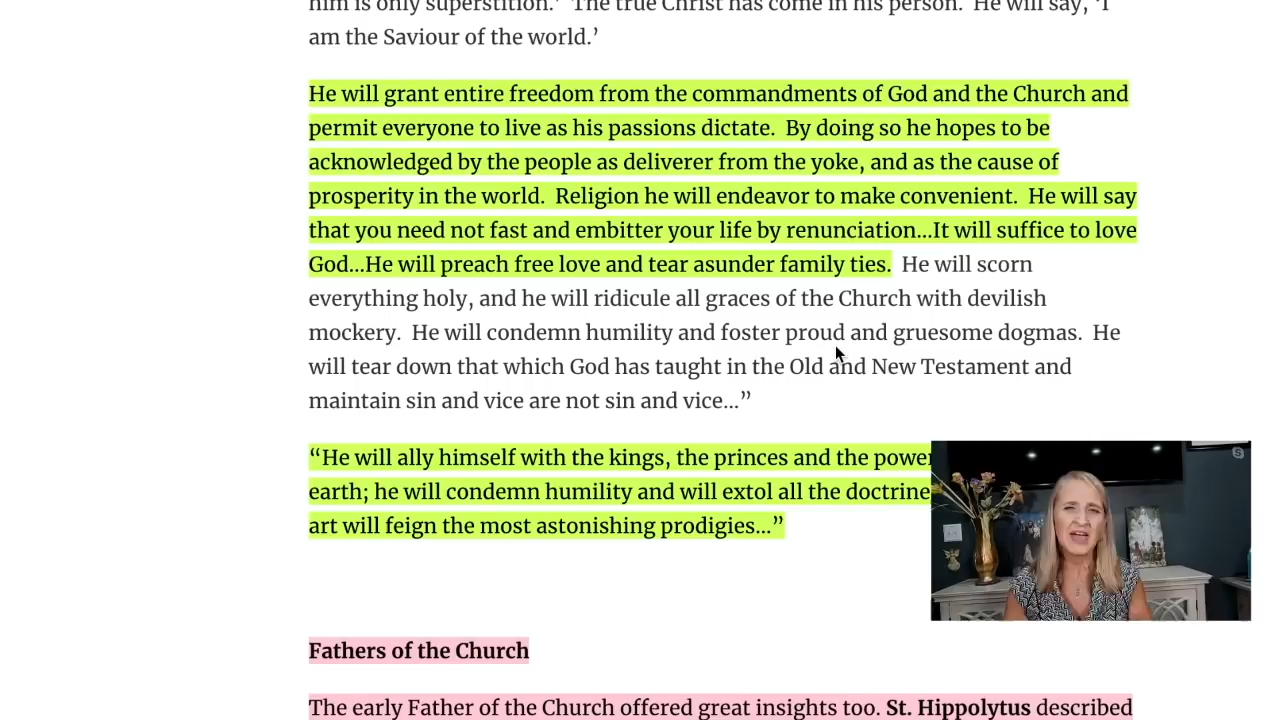 him is only superstition.’  The true Christ has come in his person.  He will say, ‘I
am the Saviour of the world.’
He will grant entire freedom from the commandments of God and the Church and
permit everyone to live as his passions dictate.  By doing so he hopes to be
acknowledged by the people as deliverer from the yoke, and as the cause of
prosperity in the world.  Religion he will endeavor to make convenient.  He will say
that you need not fast and embitter your life by renunciation…It will suffice to love
God…He will preach free love and tear asunder family ties.  He will scorn
everything holy, and he will ridicule all graces of the Church with devilish
mockery.  He will condemn humility and foster proud and gruesome dogmas.  He
will tear down that which God has taught in the Old and New Testament and
maintain sin and vice are not sin and vice…”
“He will ally himself with the kings, the princes and the power
earth; he will condemn humility and will extol all the doctrine
art will feign the most astonishing prodigies…”
Fathers of the Church
The early Father of the Church offered great insights too. St. Hippolytus described